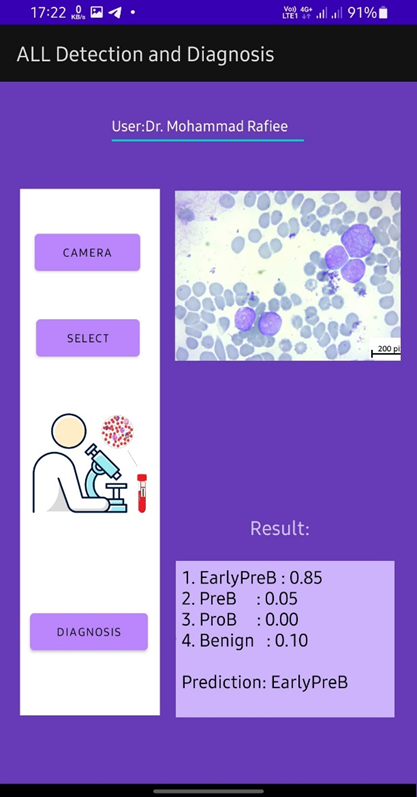 17:22 0 KB/s Vo) LTE1 4G+ 91%
ALL Detection and Diagnosis
User:Dr. Mohammad Rafiee
CAMERA
SELECT
200 pi
Result:
1. EarlyPreB : 0.85
2. PreB : 0.05
3. ProB : 0.00
4. Benign : 0.10
Prediction: EarlyPreB
DIAGNOSIS